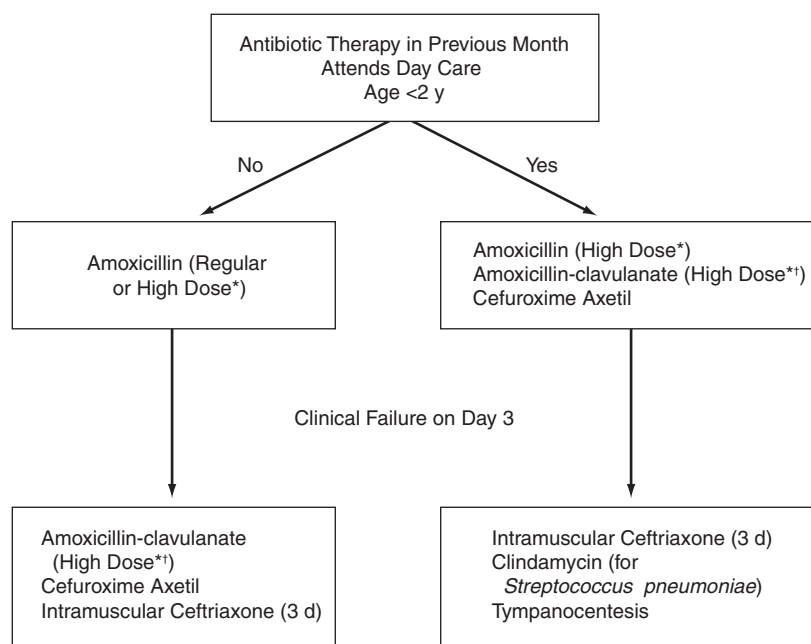 Antibiotic Therapy in Previous Month
Attends Day Care
Age <2 y
No
Yes
Amoxicillin (Regular
or High Dose*)
Amoxicillin (High Dose*)
Amoxicillin-clavulanate (High Dose*†)
Cefuroxime Axetil
Clinical Failure on Day 3
Amoxicillin-clavulanate
(High Dose*†)
Cefuroxime Axetil
Intramuscular Ceftriaxone (3 d)
Intramuscular Ceftriaxone (3 d)
Clindamycin (for
Streptococcus pneumoniae)
Tympanocentesis